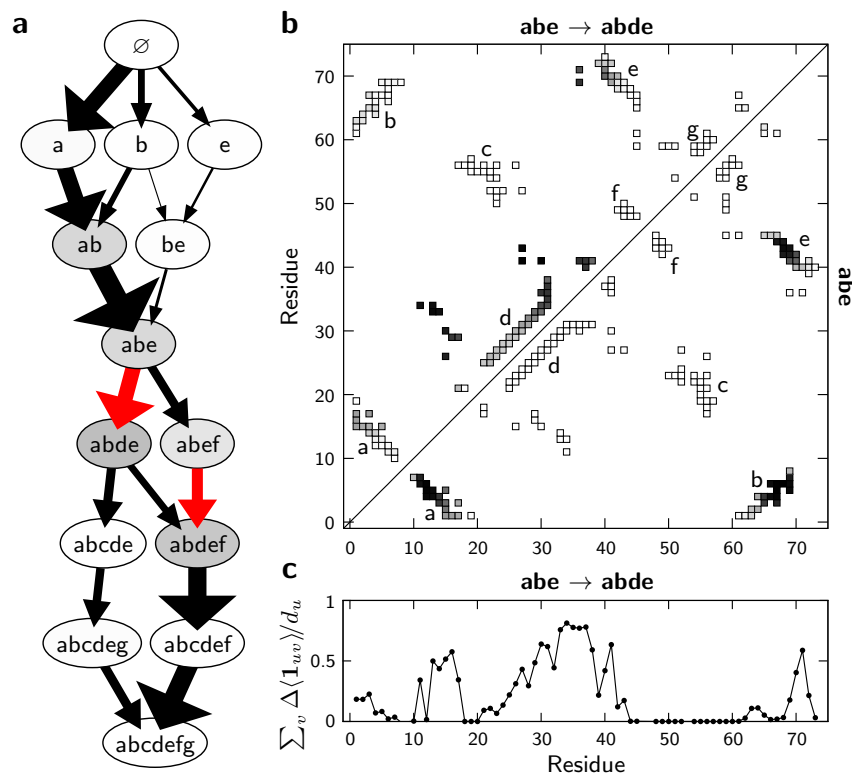 a
∅
a b e
ab be
abe
abde abef
abcde abdef
abcdeg abcdef
abcdefg
b
abe → abde
Residue
70
60
50
40
30
20
10
0
0 10 20 30 40 50 60 70
b
c
d
a
e
g
f
g
f
e
d
c
b
a
abe
c
abe → abde
∑v Δ⟨1uv⟩/du
1
0.5
0
0 10 20 30 40 50 60 70
Residue